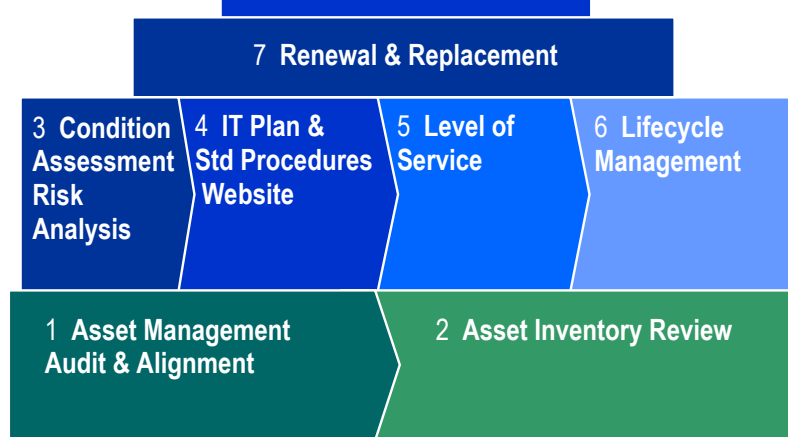 7 Renewal & Replacement
3 Condition
Assessment
Risk
Analysis
4 IT Plan &
Std Procedures
Website
5 Level of
Service
6 Lifecycle
Management
1 Asset Management
Audit & Alignment
2 Asset Inventory Review